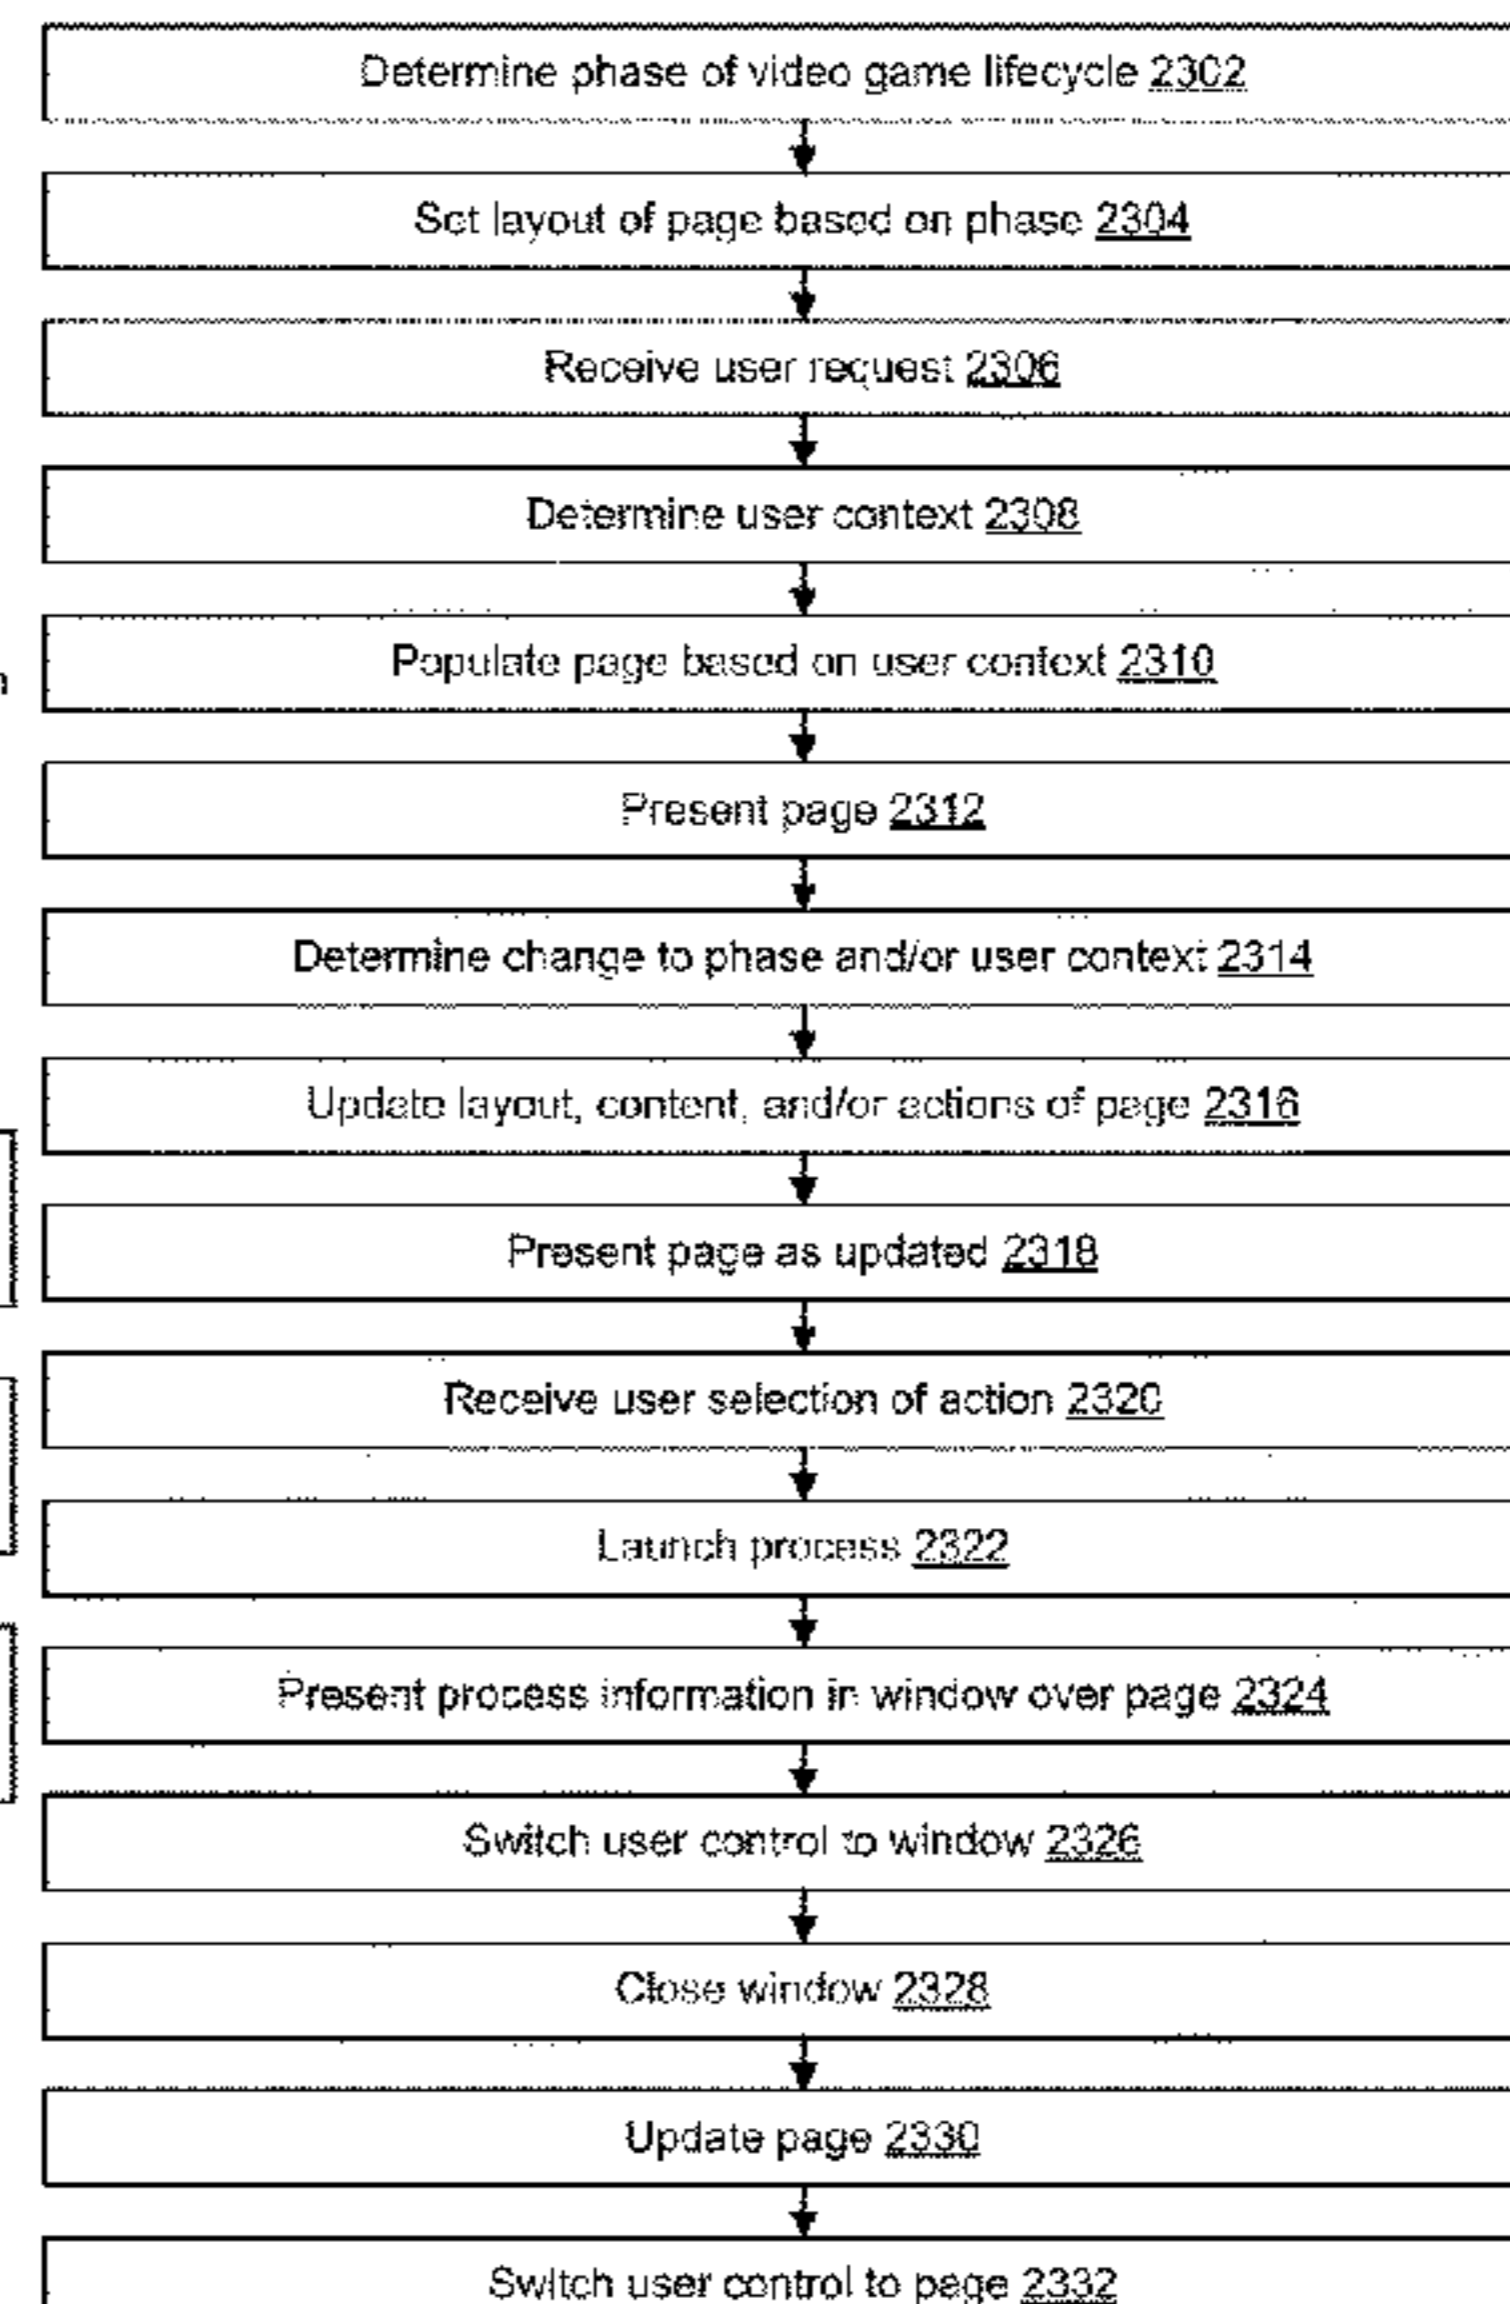 Determine phase of video game lifecycle 2302
Set layout of page based on phase 2304
Receive user request 2306
Determine user context 2308
Populate page based on user context 2310
Present page 2312
Determine change to phase and/or user context 2314
Update layout, content, and/or actions of page 2316
Present page as updated 2318
Receive user selection of action 2320
Launch process 2322
Present process information in window over page 2324
Switch user control to window 2326
Close window 2328
Update page 2330
Switch user control to page 2332